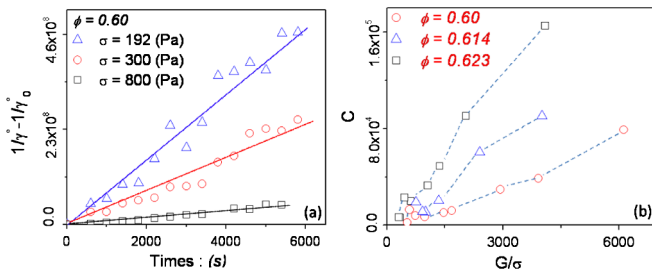 ϕ = 0.60
σ = 192 (Pa)
σ = 300 (Pa)
σ = 800 (Pa)
4.6x10⁸
2.3x10⁸
0.0
1/γ° - 1/γ°₀
0 2000 4000 6000
Times : (s)
(a)
ϕ = 0.60
ϕ = 0.614
ϕ = 0.623
1.6x10⁵
8.0x10⁴
0.0
C
0 3000 6000
G/σ
(b)